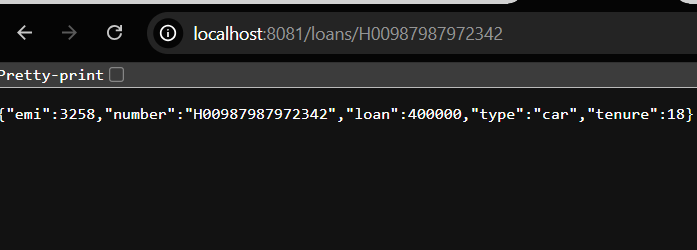 localhost:8081/loans/H00987987972342
Pretty-print
{"emi":3258,"number":"H00987987972342","loan":400000,"type":"car","tenure":18}